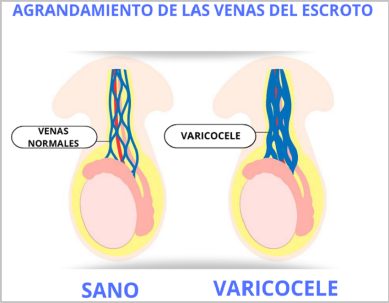 AGRANDAMIENTO DE LAS VENAS DEL ESCROTO
VENAS
NORMALES
VARICOCELE
SANO
VARICOCELE